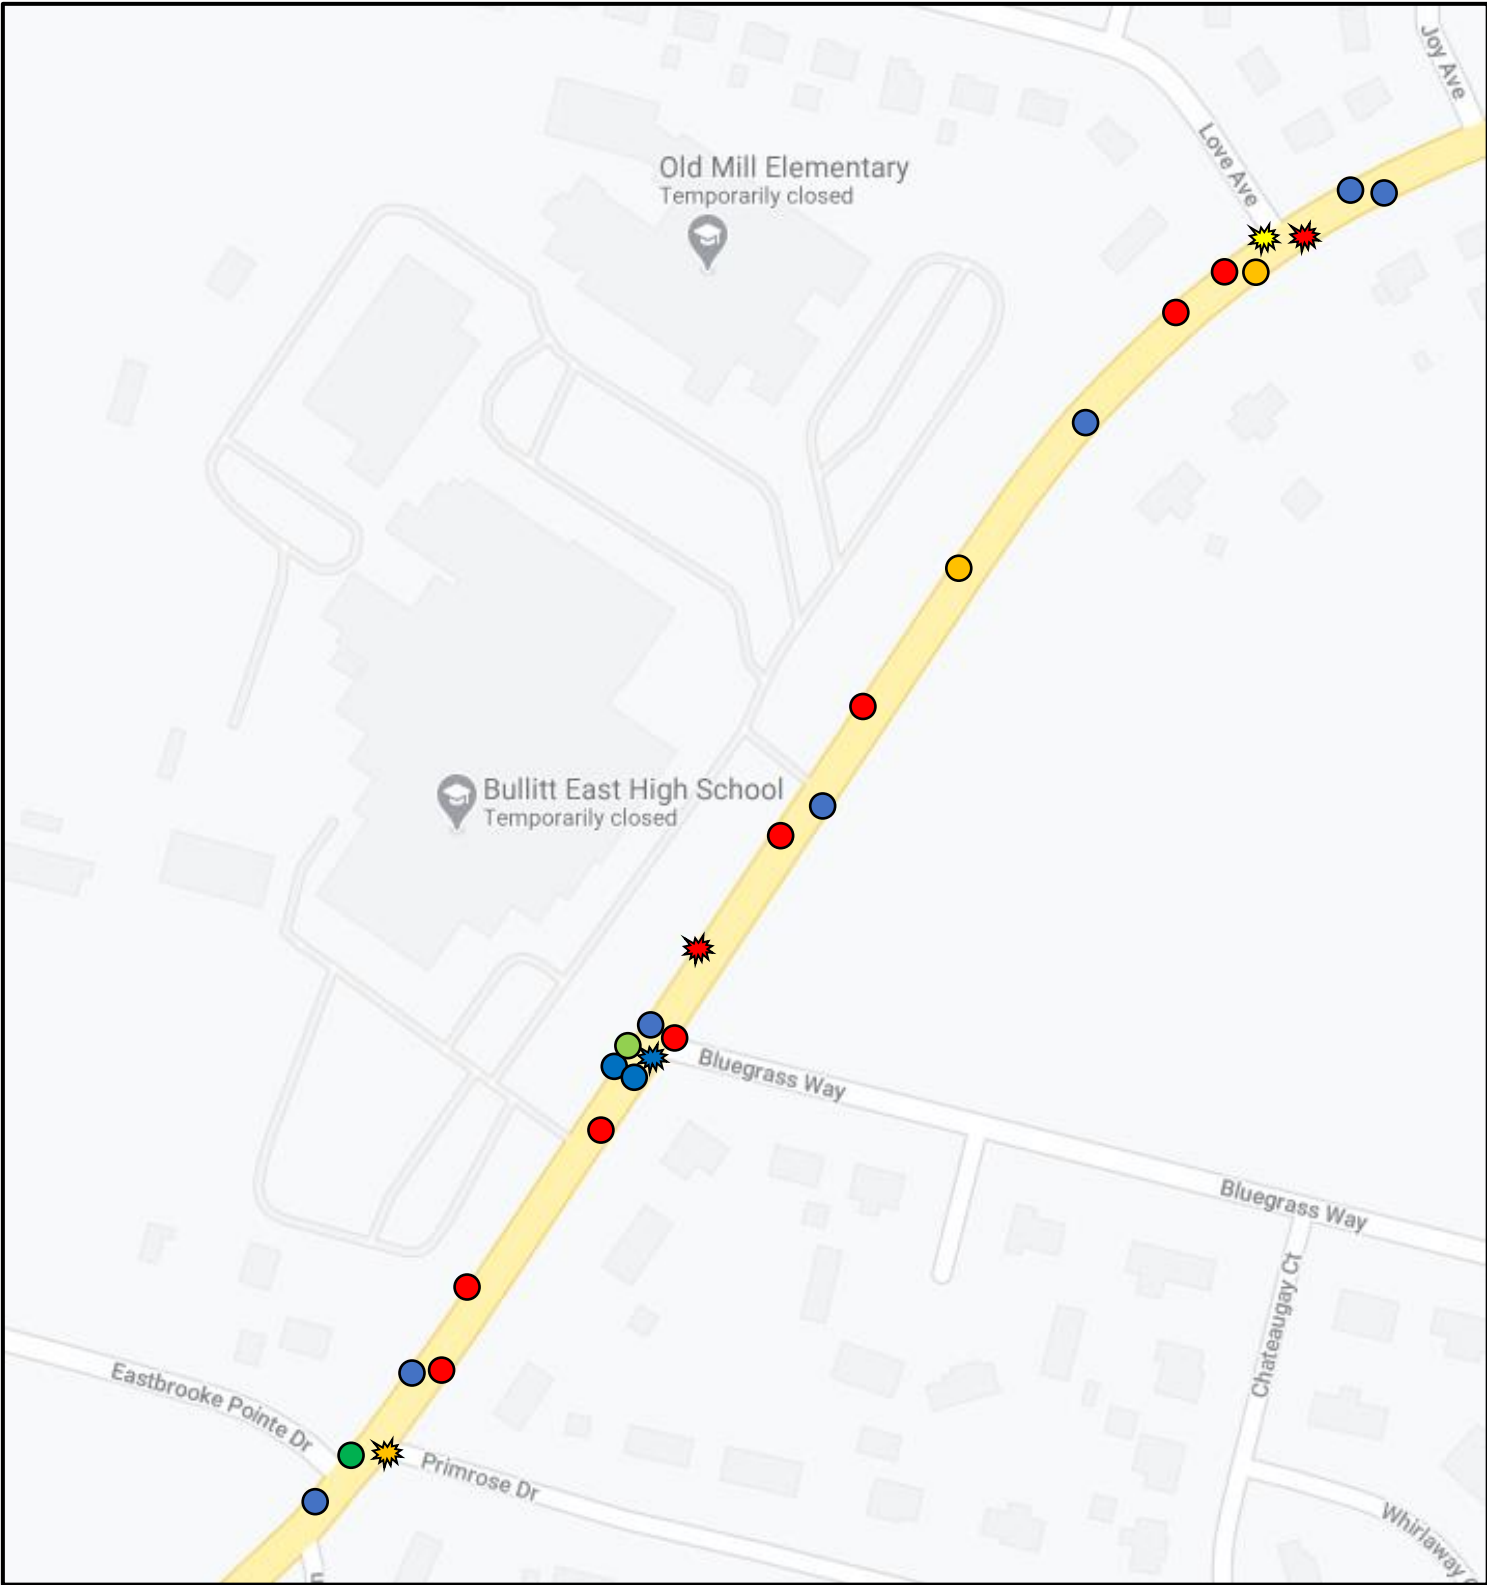 Joy Ave
Love Ave
Old Mill Elementary
Temporarily closed
Bullitt East High School
Temporarily closed
Bluegrass Way
Bluegrass Way
Chateaugay Ct
Eastbrooke Pointe Dr
Primrose Dr
Whirlaway